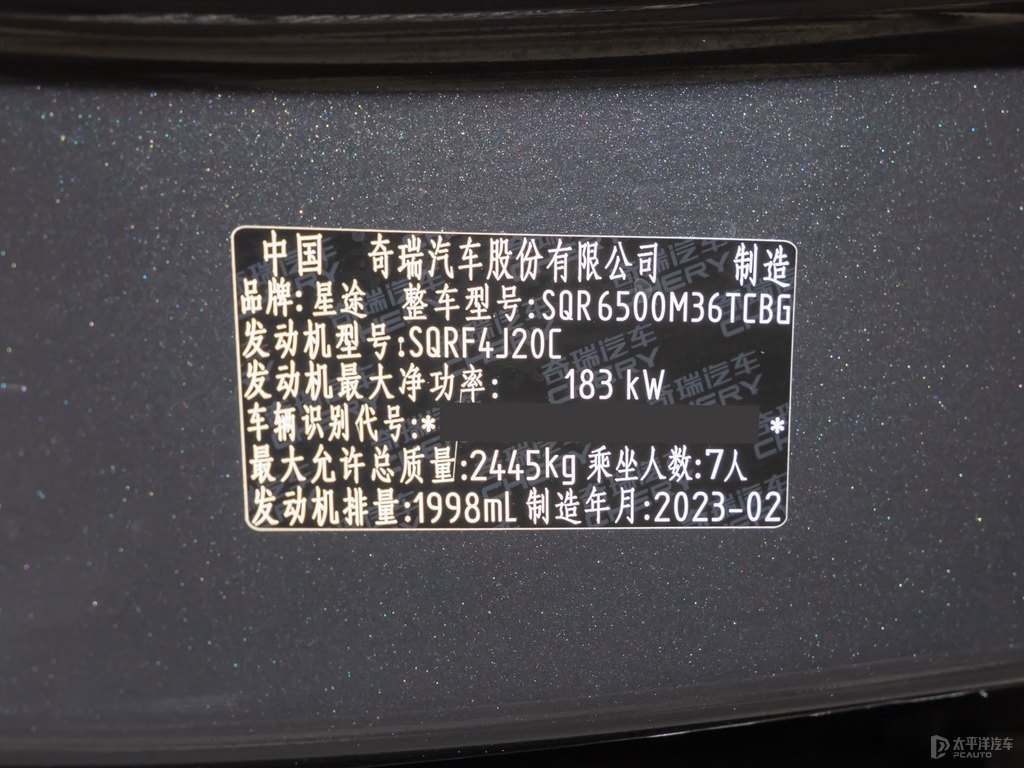 中国 奇瑞汽车股份有限公司 制造
品牌:星途 整车型号:SQR6500M36TCBG
发动机型号:SQRF4J20C
发动机最大净功率: 183 kW
车辆识别代号:* *
最大允许总质量:2445kg 乘坐人数:7人
发动机排量:1998mL 制造年月:2023-02
太平洋汽车
PCAUTO